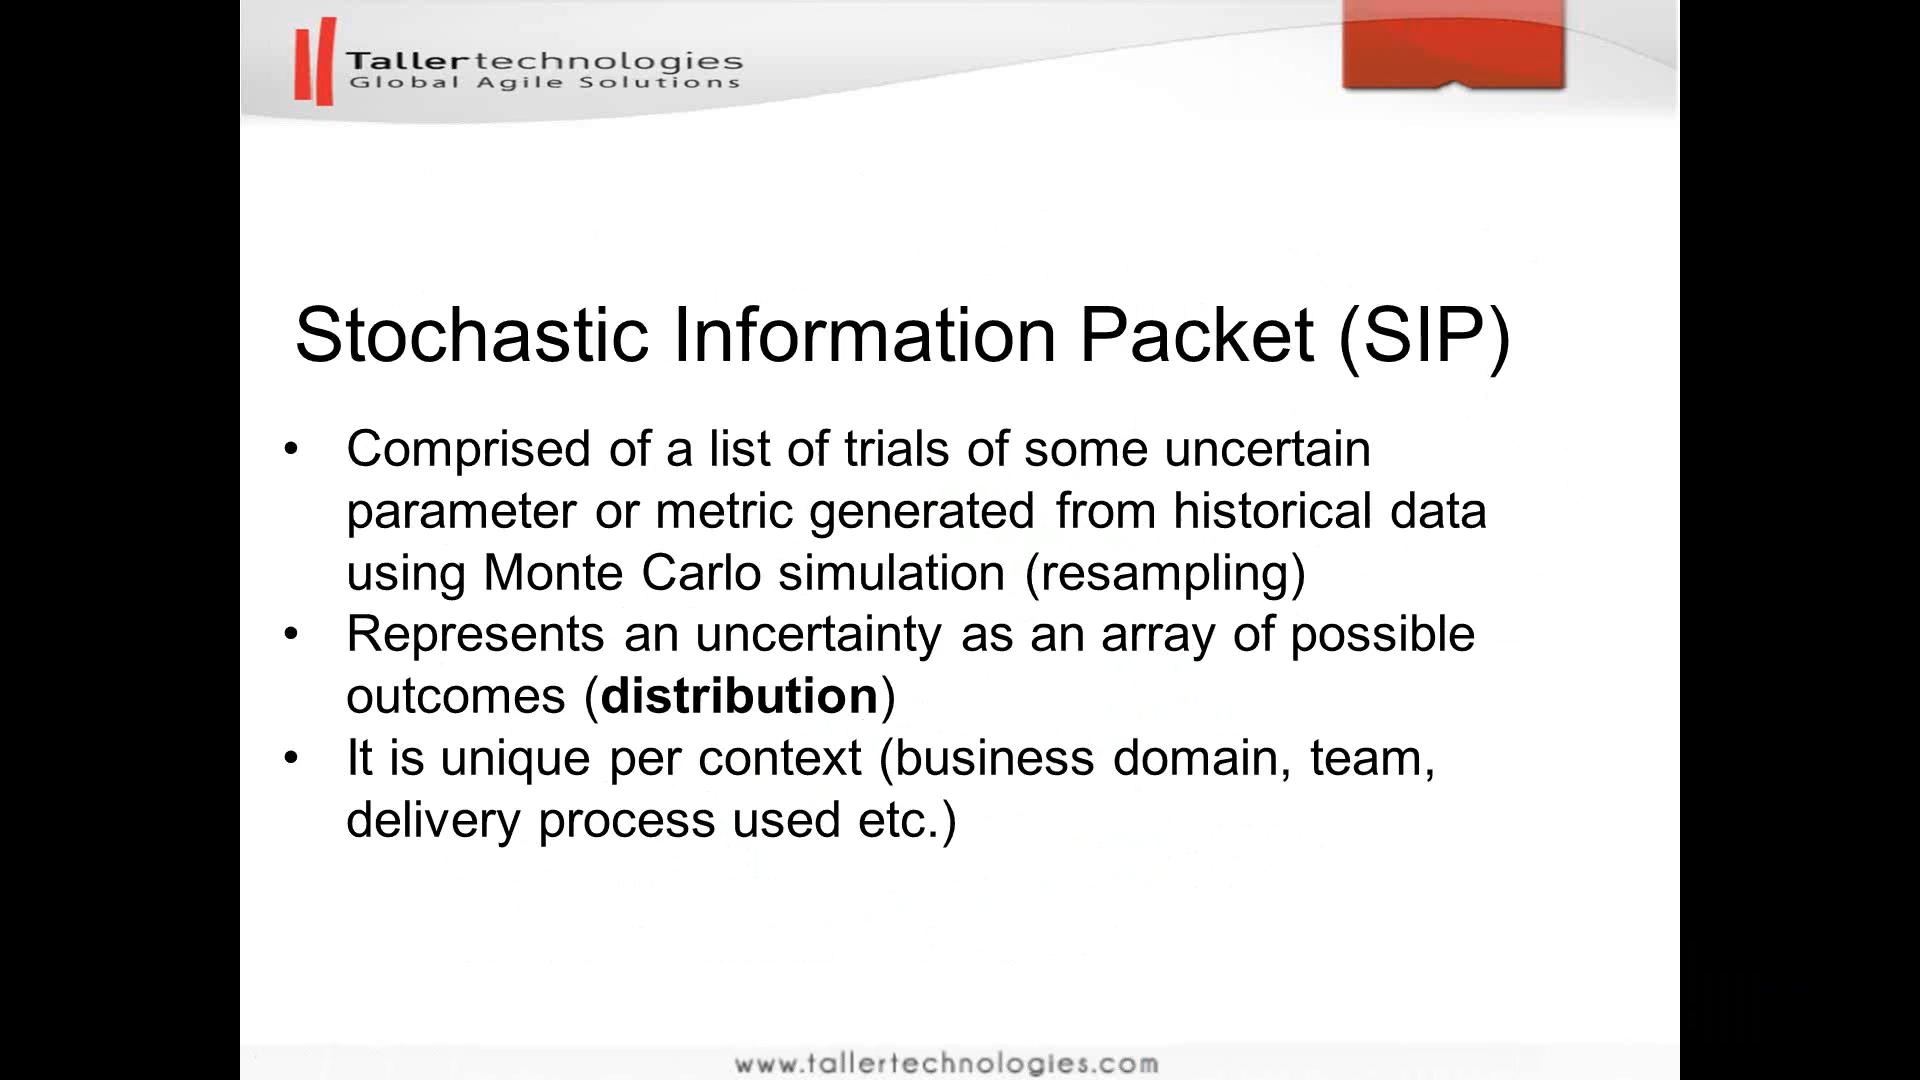 Tallertechnologies
Global Agile Solutions
Stochastic Information Packet (SIP)
• Comprised of a list of trials of some uncertain
parameter or metric generated from historical data
using Monte Carlo simulation (resampling)
• Represents an uncertainty as an array of possible
outcomes (distribution)
• It is unique per context (business domain, team,
delivery process used etc.)
www.tallertechnologies.com